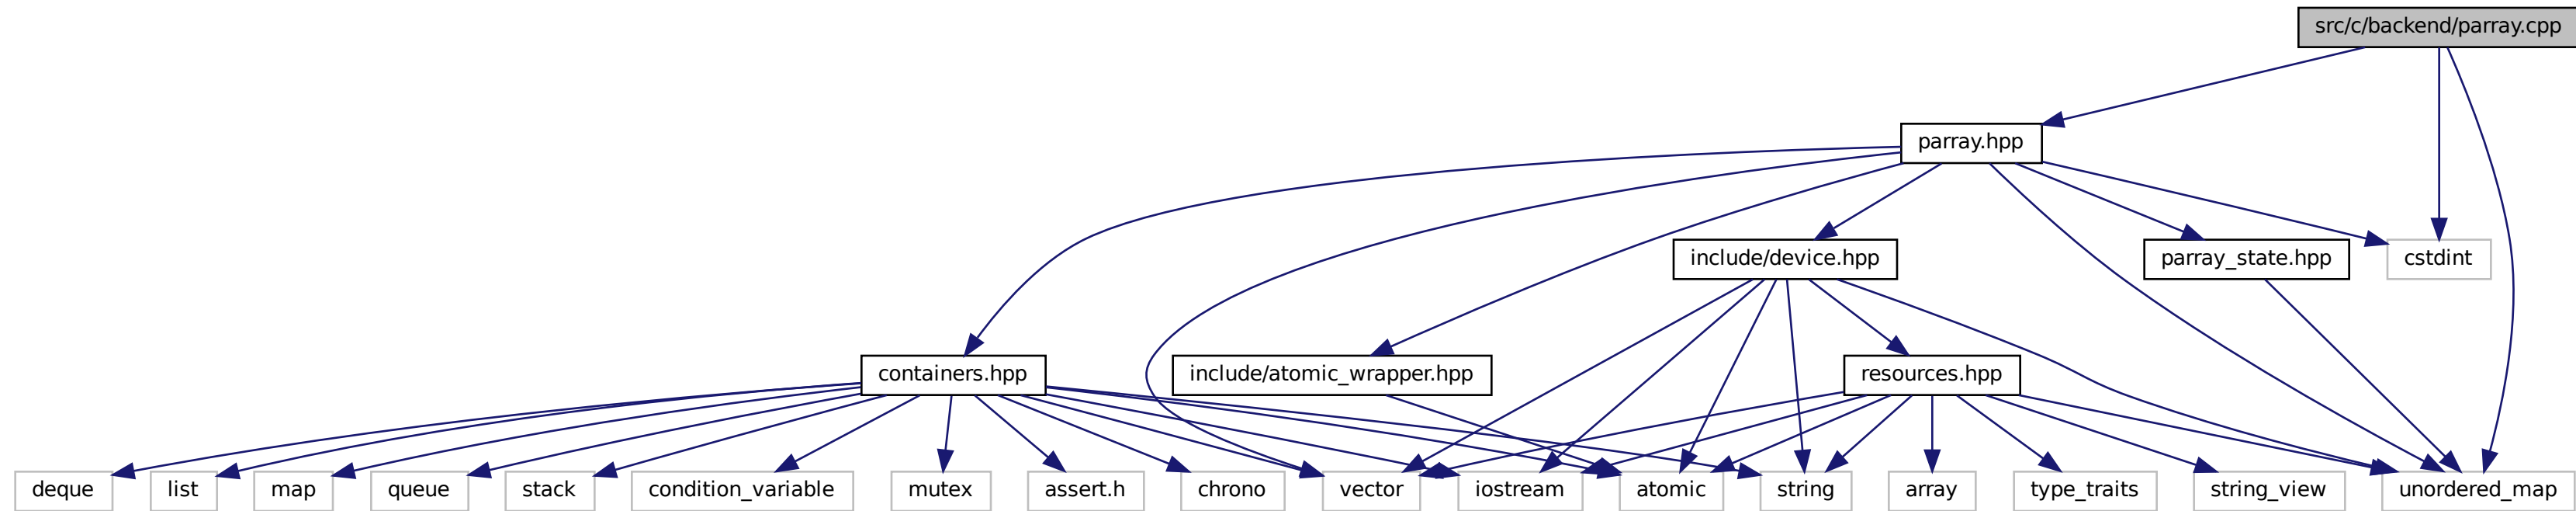 src/c/backend/parray.cpp
parray.hpp
include/device.hpp
parray_state.hpp
cstdint
containers.hpp
include/atomic_wrapper.hpp
resources.hpp
deque
list
map
queue
stack
condition_variable
mutex
assert.h
chrono
vector
iostream
atomic
string
array
type_traits
string_view
unordered_map